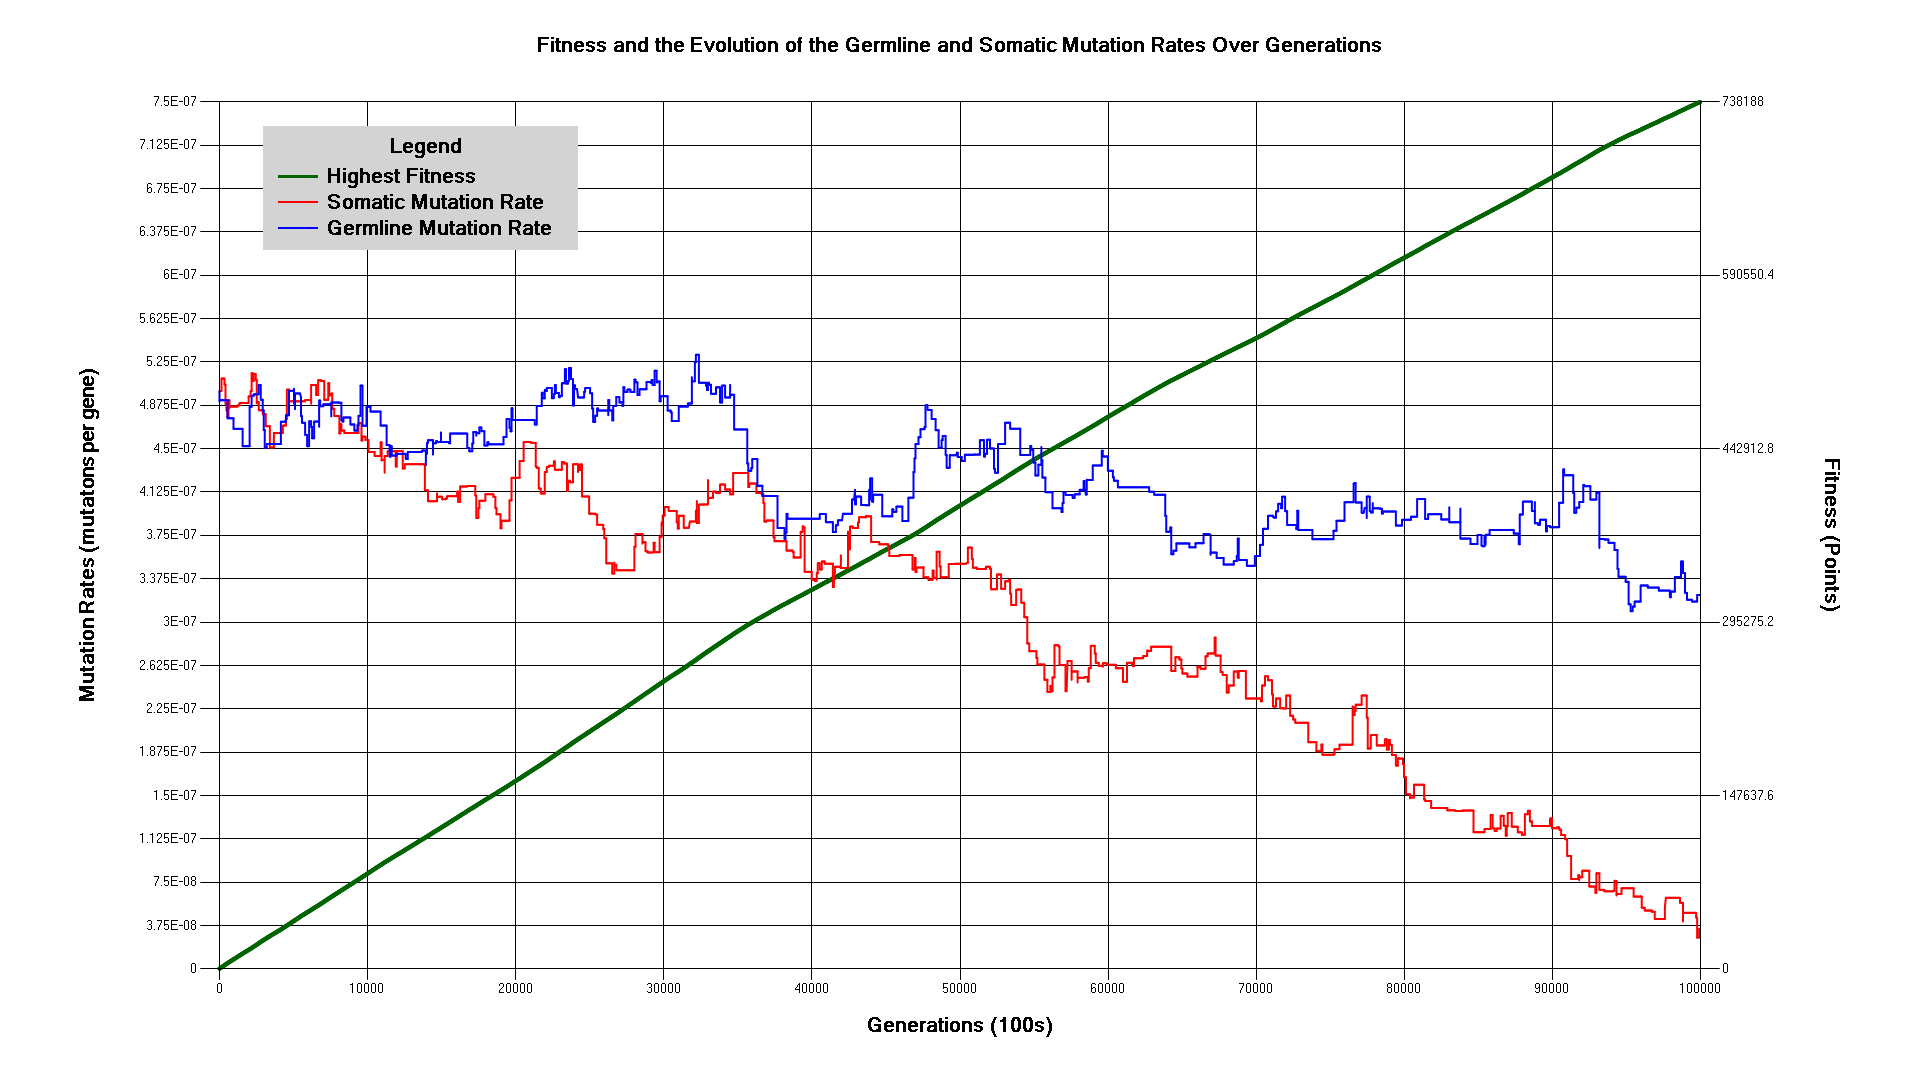 Fitness and the Evolution of the Germline and Somatic Mutation Rates Over Generations
Legend
Highest Fitness
Somatic Mutation Rate
Germline Mutation Rate
Mutation Rates (mutatons per gene)
7.5E-07
7.125E-07
6.75E-07
6.375E-07
6E-07
5.625E-07
5.25E-07
4.875E-07
4.5E-07
4.125E-07
3.75E-07
3.375E-07
3E-07
2.625E-07
2.25E-07
1.875E-07
1.5E-07
1.125E-07
7.5E-08
3.75E-08
0
738188
590550.4
442912.8
295275.2
147637.6
0
Fitness (Points)
0 10000 20000 30000 40000 50000 60000 70000 80000 90000 100000
Generations (100s)